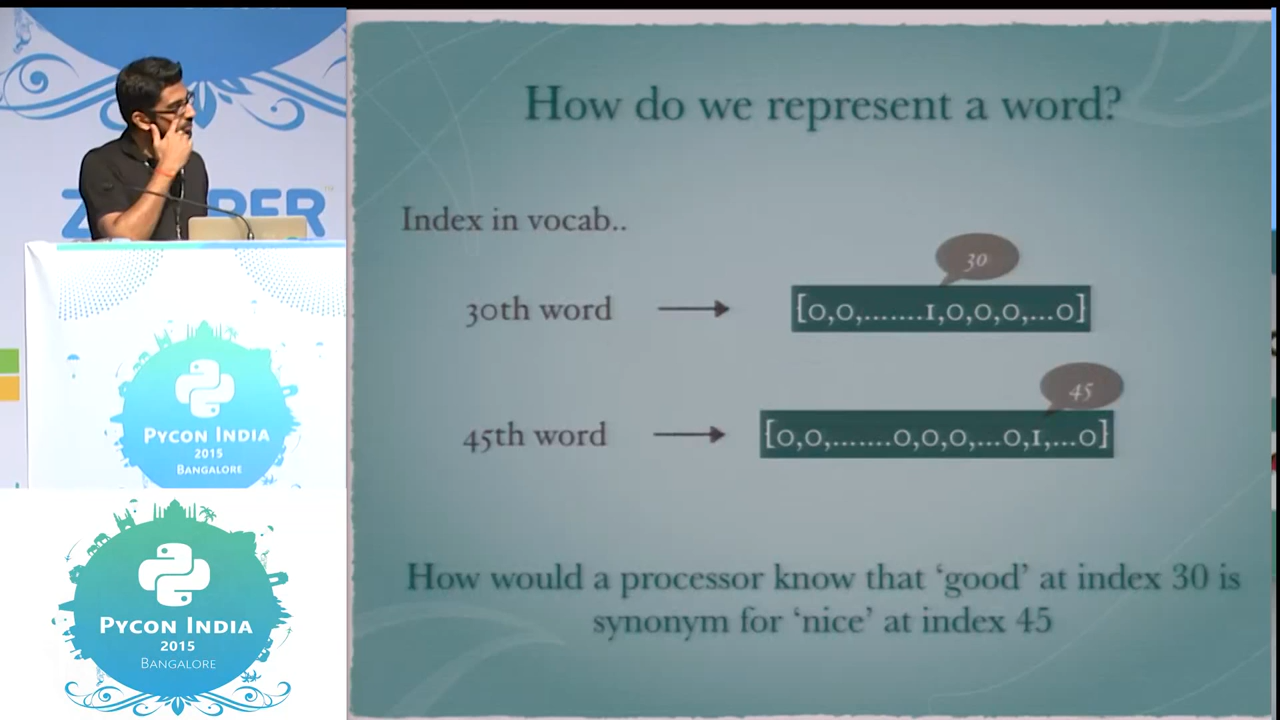 How do we represent a word?
Index in vocab..
30
30th word
[0,0,.......1,0,0,0,...0]
45
45th word
[0,0,.......0,0,0,...0,1,...0]
How would a processor know that ‘good’ at index 30 is
synonym for ‘nice’ at index 45
PYCON INDIA
2015
BANGALORE
PYCON INDIA
2015
BANGALORE